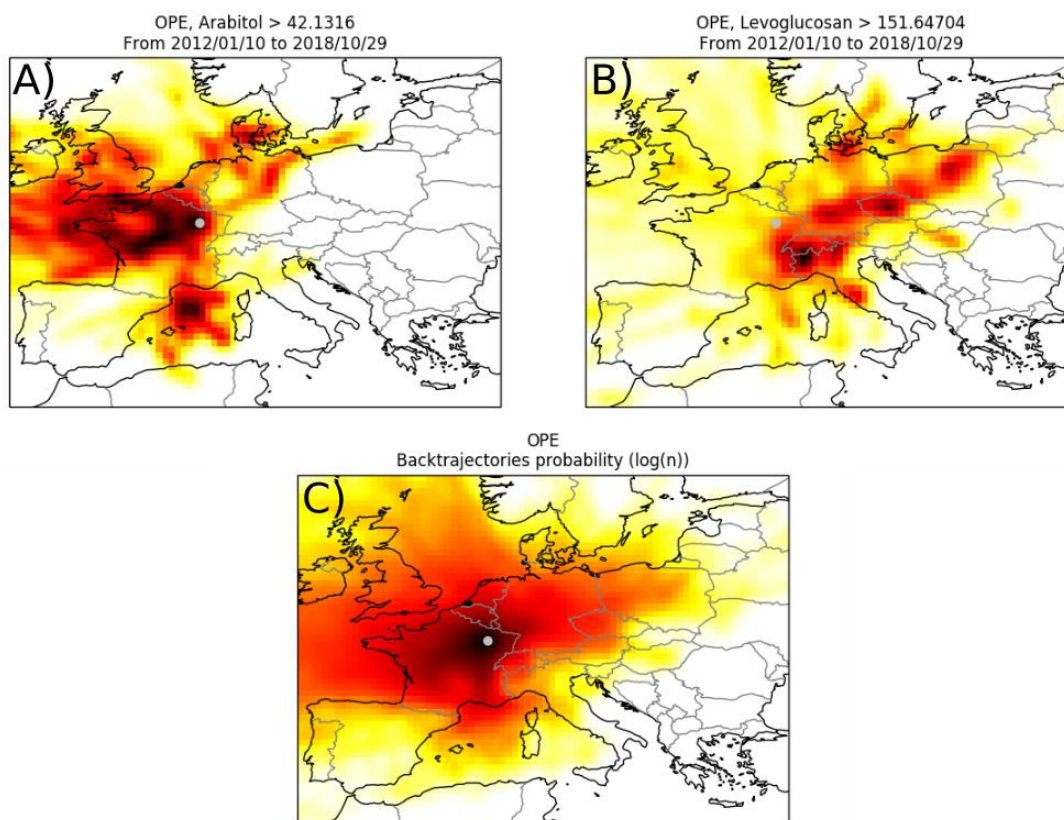 OPE, Arabitol > 42.1316
From 2012/01/10 to 2018/10/29
A)
OPE, Levoglucosan > 151.64704
From 2012/01/10 to 2018/10/29
B)
OPE
Backtrajectories probability (log(n))
C)